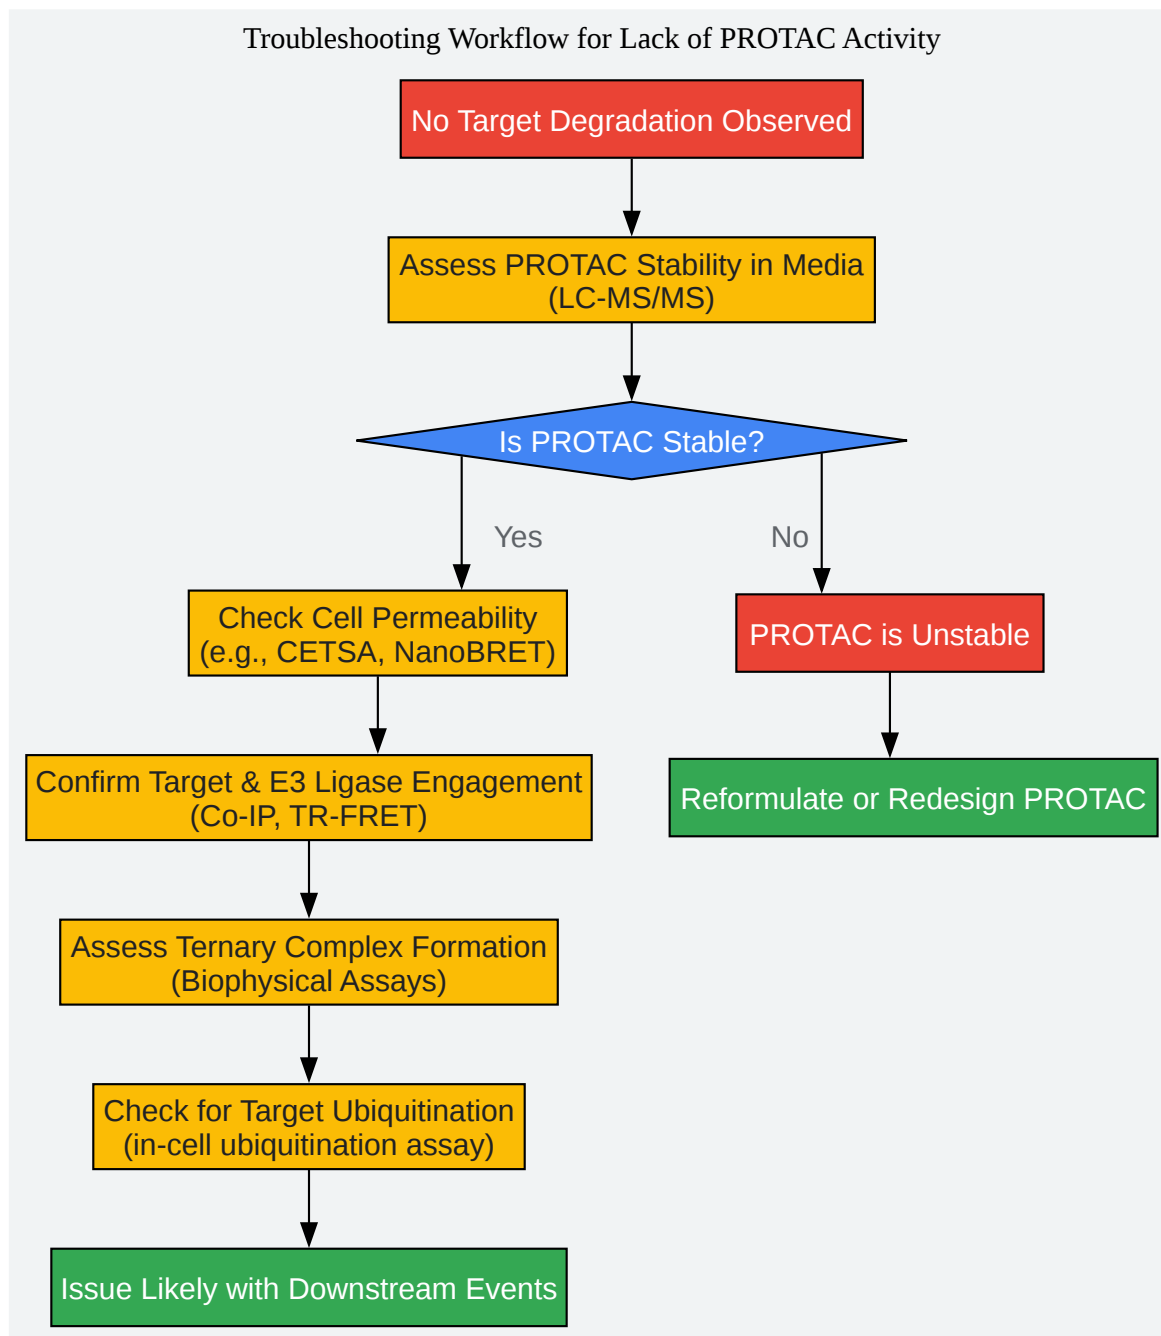 Troubleshooting Workflow for Lack of PROTAC Activity
No Target Degradation Observed
Assess PROTAC Stability in Media
(LC-MS/MS)
Is PROTAC Stable?
Yes
No
Check Cell Permeability
(e.g., CETSA, NanoBRET)
PROTAC is Unstable
Confirm Target & E3 Ligase Engagement
(Co-IP, TR-FRET)
Reformulate or Redesign PROTAC
Assess Ternary Complex Formation
(Biophysical Assays)
Check for Target Ubiquitination
(in-cell ubiquitination assay)
Issue Likely with Downstream Events